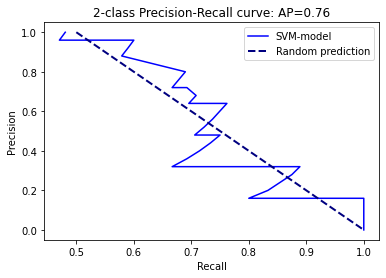 2-class Precision-Recall curve: AP=0.76
SVM-model
Random prediction
Precision
1.0
0.8
0.6
0.4
0.2
0.0
0.5 0.6 0.7 0.8 0.9 1.0
Recall